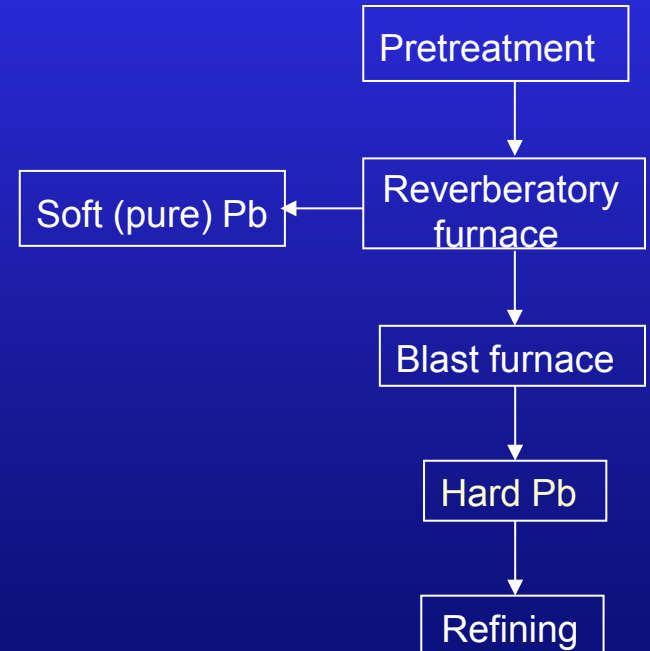 Pretreatment
Reverberatory
furnace
Soft (pure) Pb
Blast furnace
Hard Pb
Refining